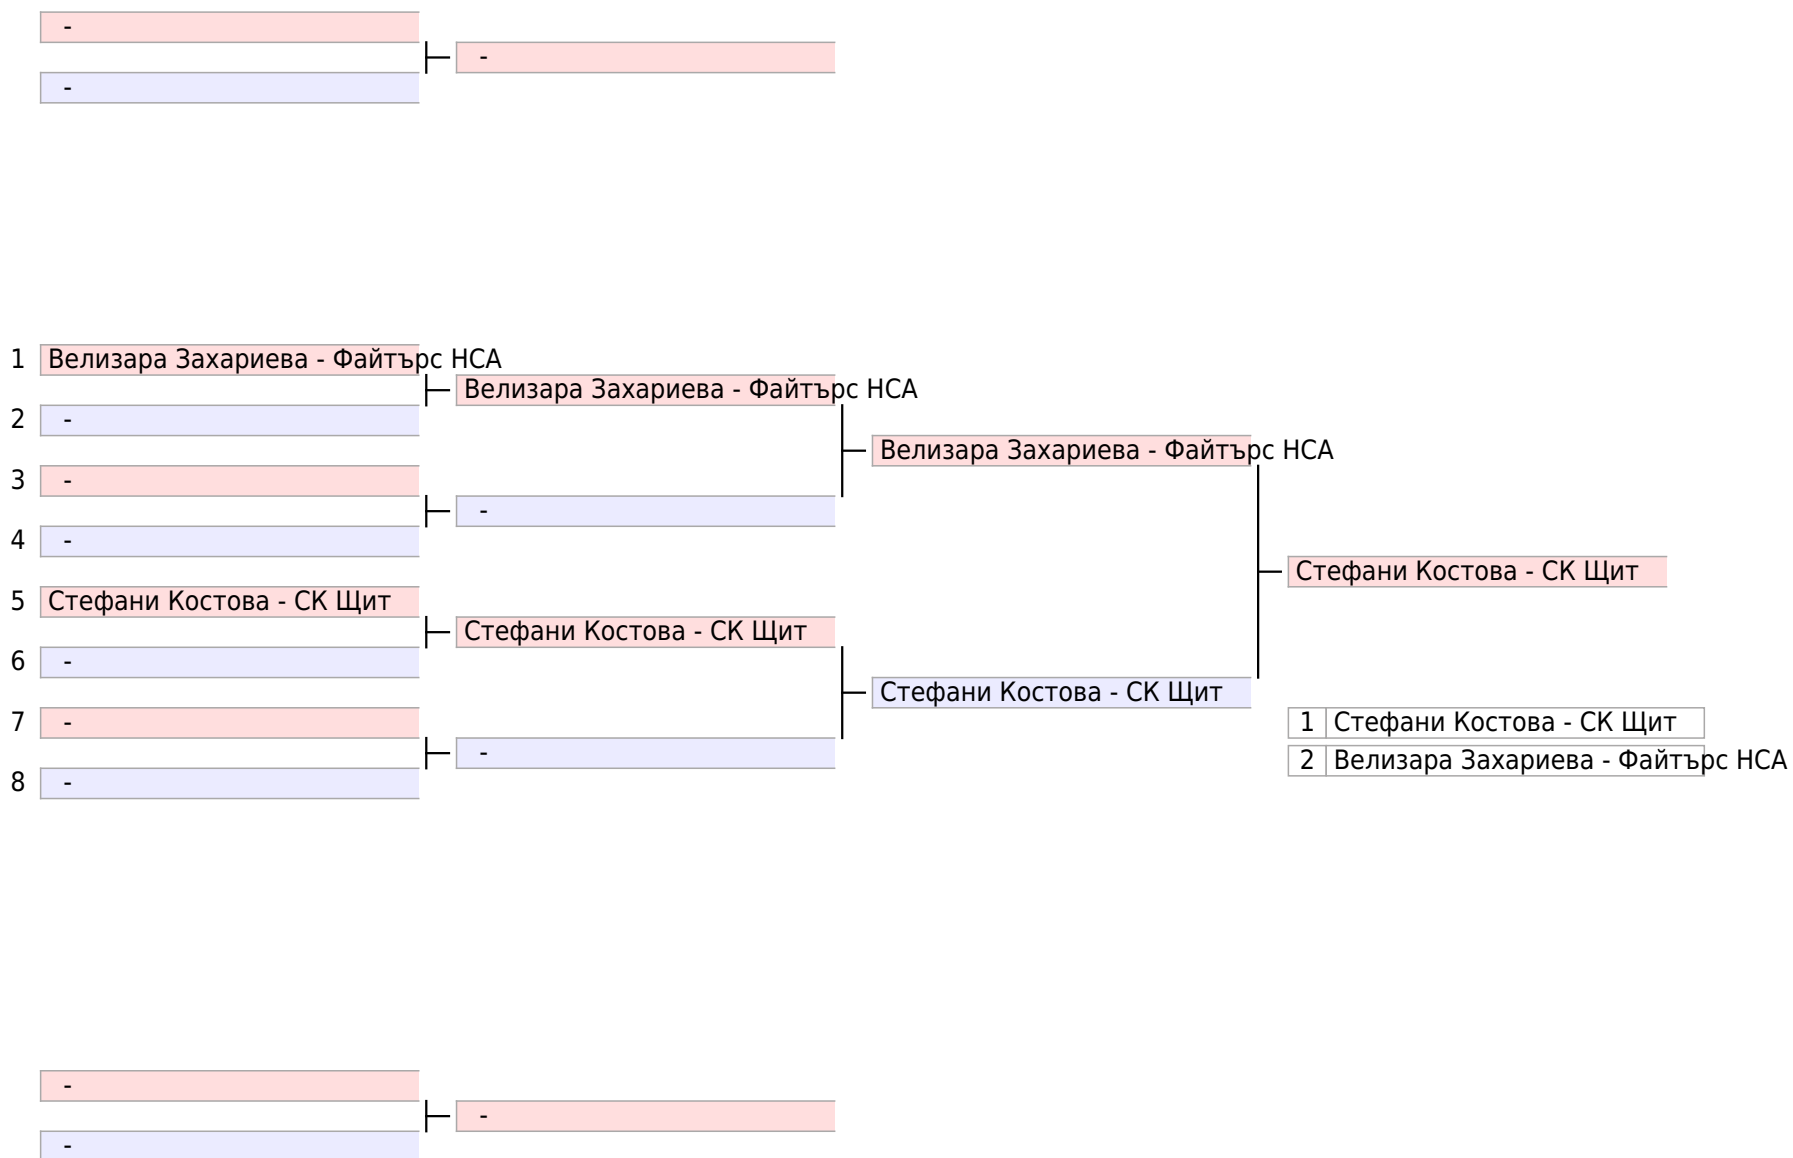 -
-
-
1 Велизара Захариева - Файтърс НСА
Велизара Захариева - Файтърс НСА
2 -
Велизара Захариева - Файтърс НСА
3 -
-
4 -
Стефани Костова - СК Щит
5 Стефани Костова - СК Щит
Стефани Костова - СК Щит
6 -
Стефани Костова - СК Щит
7 -
1 Стефани Костова - СК Щит
-
2 Велизара Захариева - Файтърс НСА
8 -
-
-
-